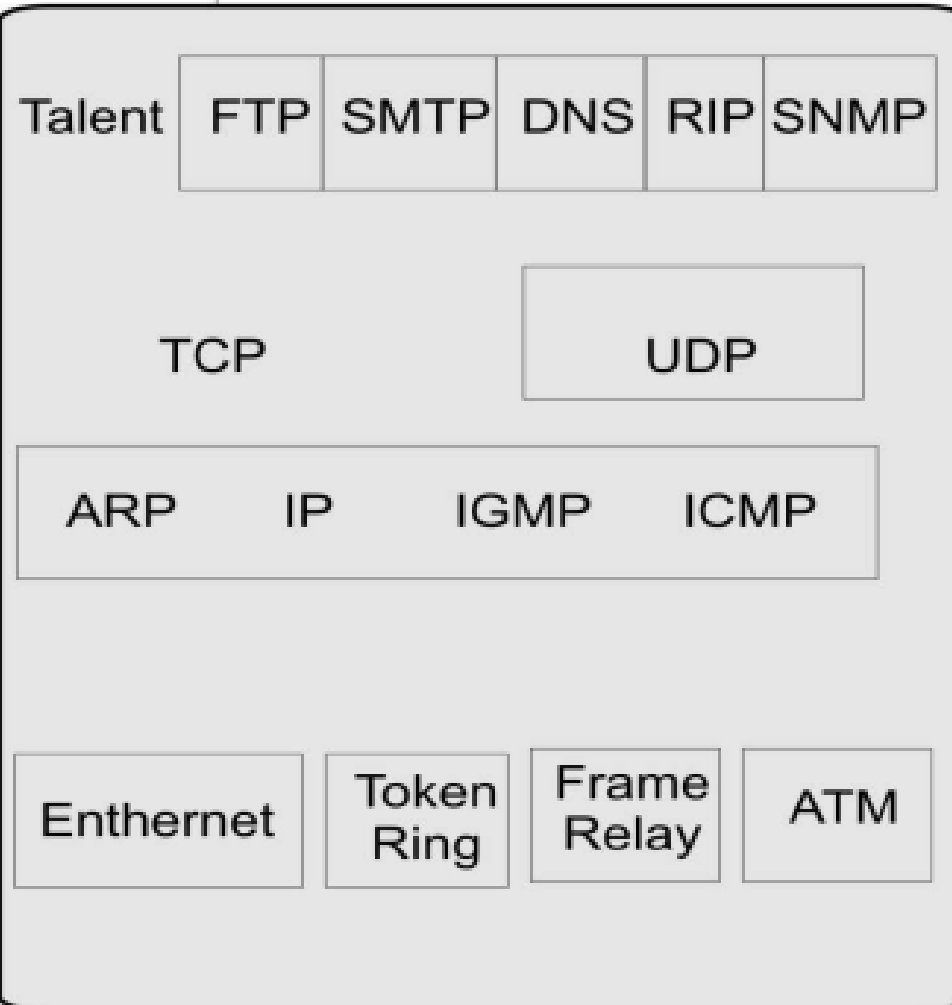 Talent FTP SMTP DNS RIP SNMP
TCP UDP
ARP IP IGMP ICMP
Enthernet Token Ring Frame Relay ATM